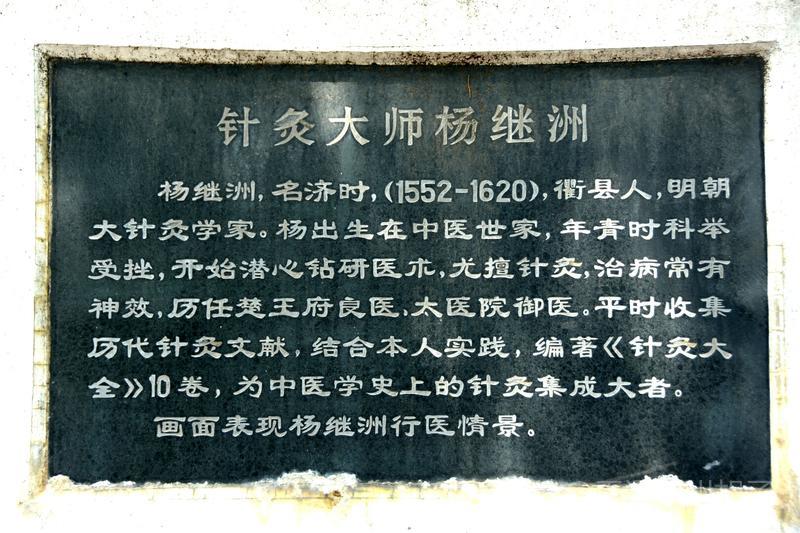 针灸大师杨继洲
杨继洲，名济时，(1552-1620)，衢县人，明朝
大针灸学家。杨出生在中医世家，年青时科举
受挫，开始潜心钻研医术，尤擅针灸，治病常有
神效，历任楚王府良医、太医院御医。平时收集
历代针灸文献，结合本人实践，编著《针灸大
全》10卷，为中医学史上的针灸集成大者。
画面表现杨继洲行医情景。